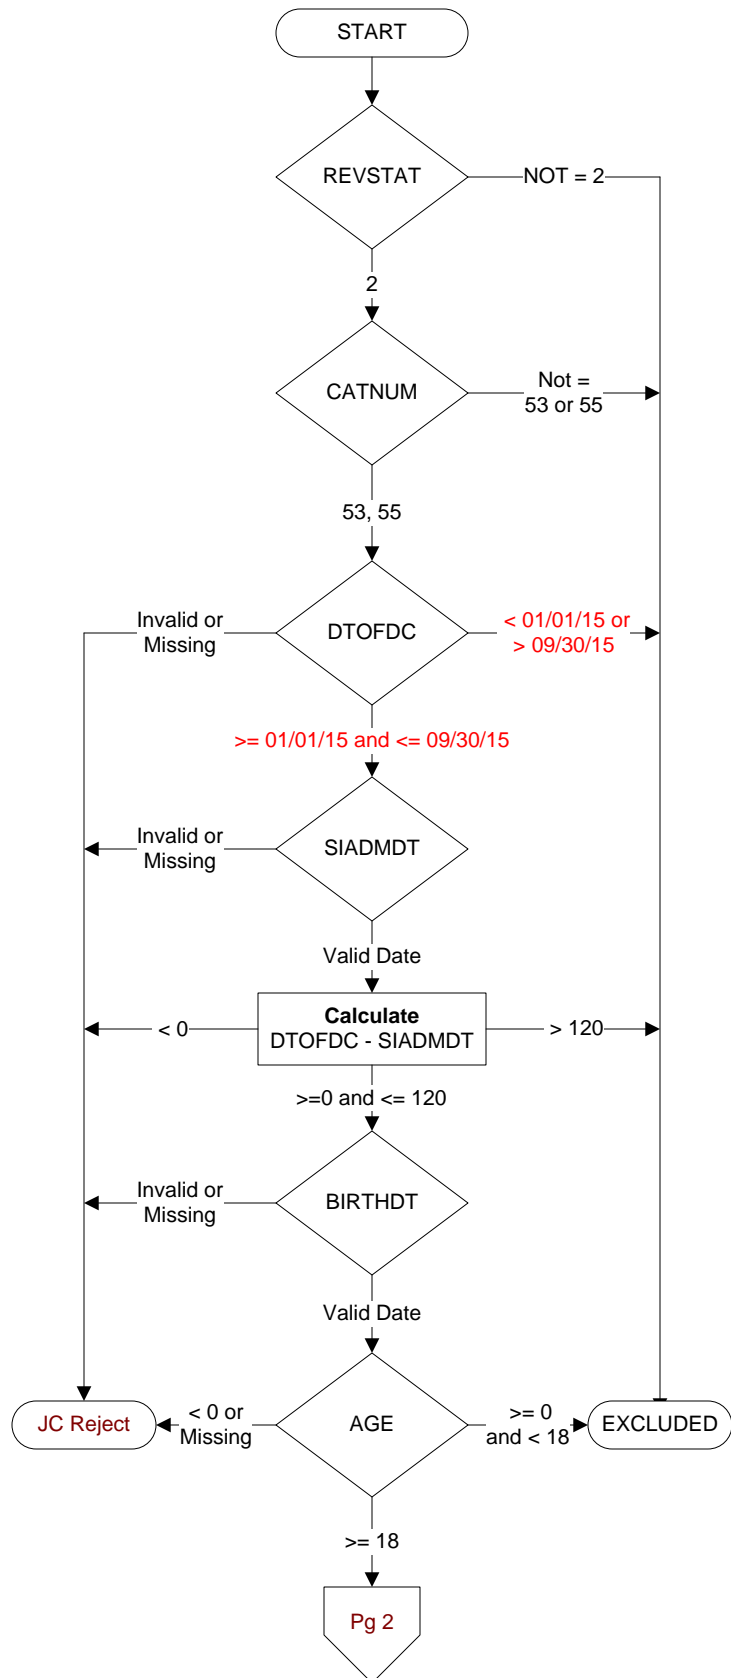 START
REVSTAT
NOT = 2
2
CATNUM
Not =
53 or 55
53, 55
Invalid or
Missing
DTOFDC
< 01/01/15 or
> 09/30/15
>= 01/01/15 and <= 09/30/15
Invalid or
Missing
SIADMDT
Valid Date
< 0
Calculate
DTOFDC - SIADMDT
> 120
>=0 and <= 120
Invalid or
Missing
BIRTHDT
Valid Date
JC Reject
< 0 or
Missing
AGE
>= 0
and < 18
EXCLUDED
>= 18
Pg 2